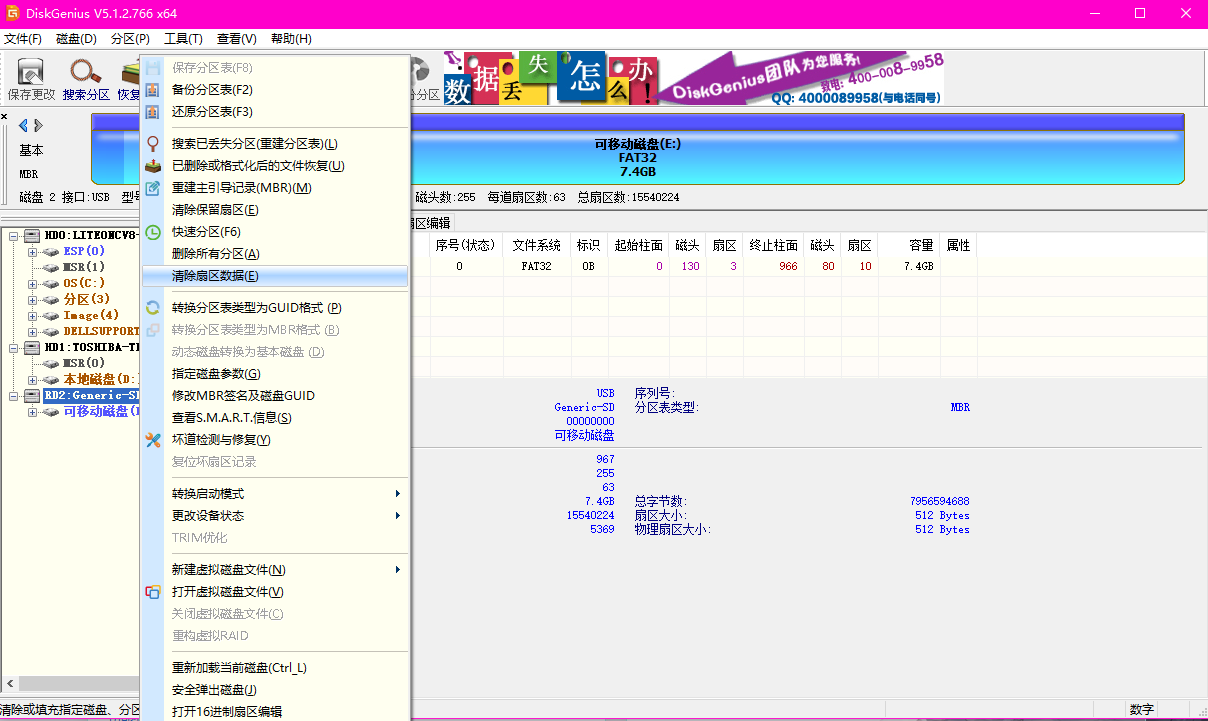 DiskGenius V5.1.2.766 x64
文件(F) 磁盘(D) 分区(P) 工具(T) 查看(V) 帮助(H)
保存更改 搜索分区 恢复
分区
数据丢失怎么办!
DiskGenius团队为您服务!
致电: 400-008-9958
QQ: 4000089958(与电话同号)
基本
MBR
可移动磁盘(E:)
FAT32
7.4GB
磁盘 2 接口:USB 型号
磁头数:255 每道扇区数:63 总扇区数:15540224
HD0:LITEONCV8-
ESP(0)
MSR(1)
OS(C:)
分区(3)
Image(4)
DELLSUPPORT
HD1:TOSHIBA-TR
MSR(0)
本地磁盘(D:)
RD2:Generic-SD
可移动磁盘(E
保存分区表(F8)
备份分区表(F2)
还原分区表(F3)
搜索已丢失分区(重建分区表)(L)
已删除或格式化后的文件恢复(U)
重建主引导记录(MBR)(M)
清除保留扇区(E)
快速分区(F6)
删除所有分区(A)
清除扇区数据(E)
转换分区表类型为GUID格式 (P)
转换分区表类型为MBR格式 (B)
动态磁盘转换为基本磁盘 (D)
指定磁盘参数(G)
修改MBR签名及磁盘GUID
查看S.M.A.R.T.信息(S)
坏道检测与修复(Y)
复位坏扇区记录
转换启动模式
更改设备状态
TRIM优化
新建虚拟磁盘文件(N)
打开虚拟磁盘文件(V)
关闭虚拟磁盘文件(C)
重构虚拟RAID
重新加载当前磁盘(Ctrl_L)
安全弹出磁盘(J)
打开16进制扇区编辑
扇区编辑
序号(状态) 文件系统 标识 起始柱面 磁头 扇区 终止柱面 磁头 扇区 容量 属性
0 FAT32 0B 0 130 3 966 80 10 7.4GB
USB 序列号:
Generic-SD 分区表类型: MBR
00000000
可移动磁盘
967
255
63
7.4GB 总字节数: 7956594688
15540224 扇区大小: 512 Bytes
5369 物理扇区大小: 512 Bytes
清除或填充指定磁盘、分区
数字